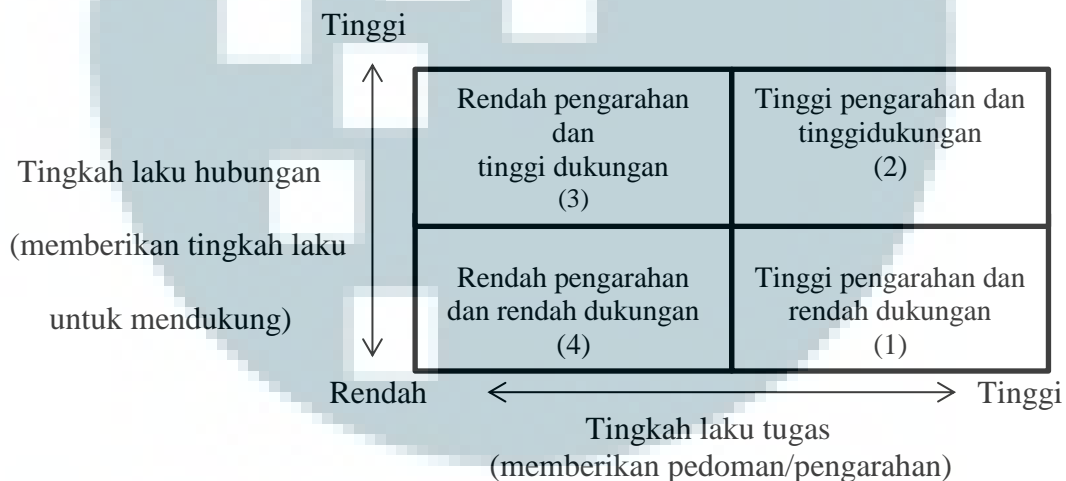 Tinggi
Rendah pengarahan
dan
tinggi dukungan
(3)
Tinggi pengarahan dan
tinggidukungan
(2)
Tingkah laku hubungan
(memberikan tingkah laku
untuk mendukung)
Rendah pengarahan
dan rendah dukungan
(4)
Tinggi pengarahan dan
rendah dukungan
(1)
Rendah
Tinggi
Tingkah laku tugas
(memberikan pedoman/pengarahan)